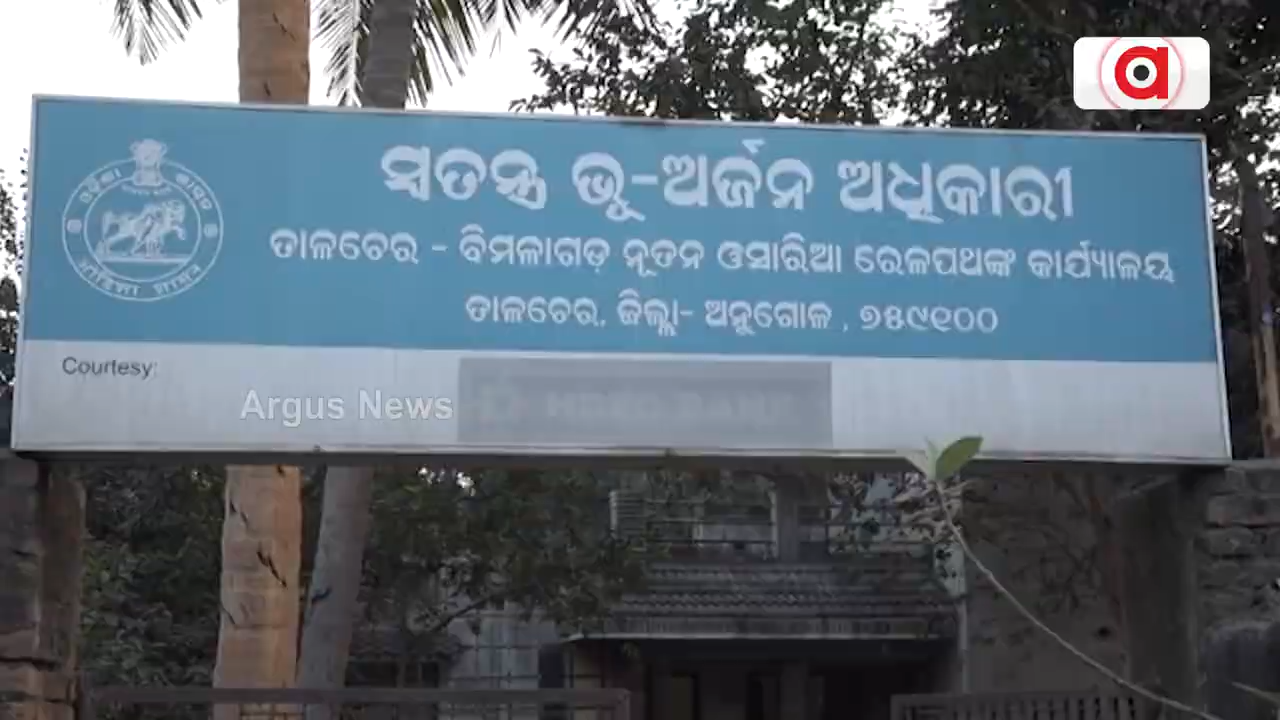 ସ୍ୱତନ୍ତ୍ର ଭୁ-ଅର୍ଜନ ଅଧିକାରୀ
ତାଳଚେର - ବିମଳାଗଡ଼ ନୂତନ ଓସାରିଆ ରେଳପଥଙ୍କ କାର୍ଯ୍ୟାଳୟ
ତାଳଚେର, ଜିଲ୍ଲା- ଅନୁଗୋଳ , ୭୫୯୧୦୦
Courtesy:
Argus News